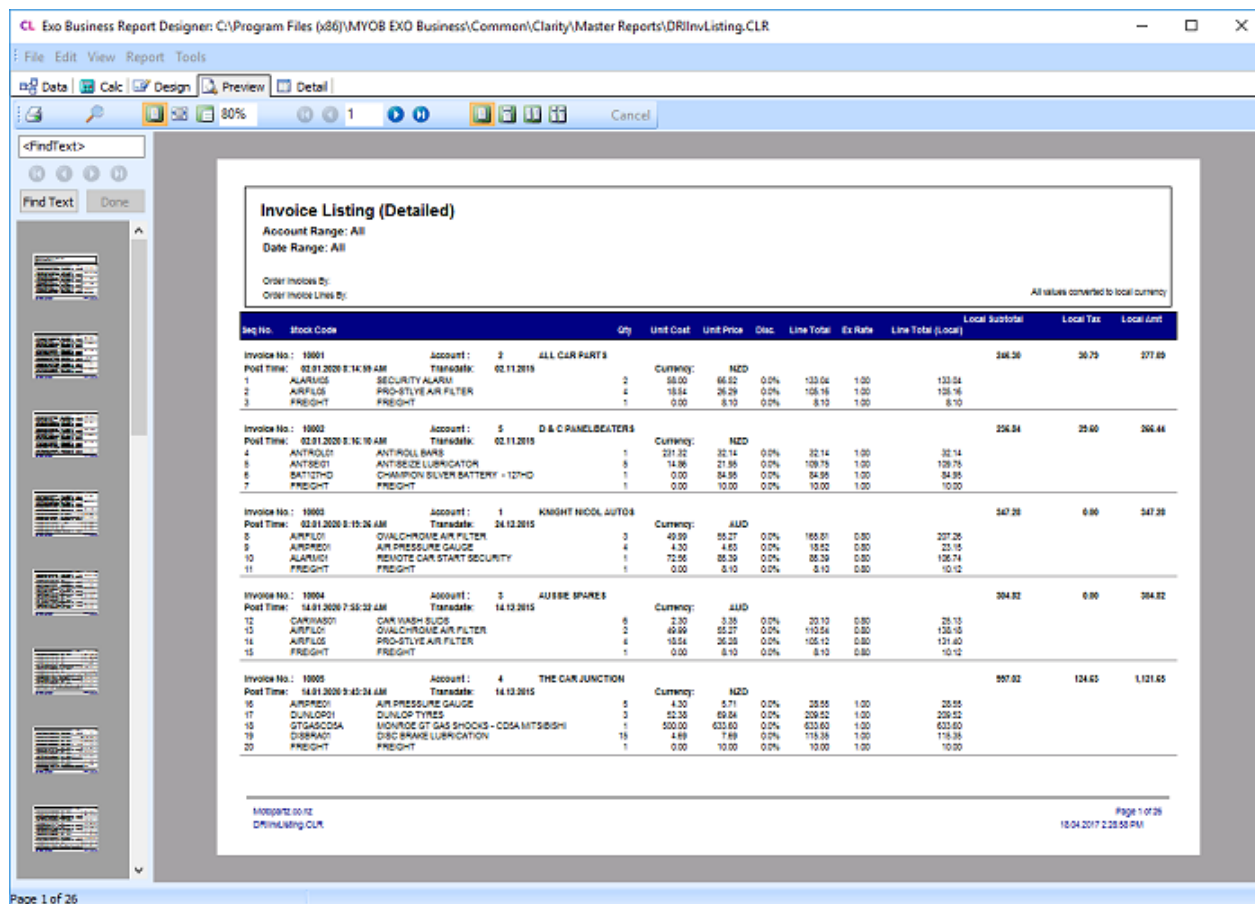 CL Exo Business Report Designer: C:\Program Files (x86)\MYOB EXO Business\Common\Clarity\Master Reports\DRIInvListing.CLR
File Edit View Report Tools
Data Calc Design Preview Detail
80% 1 Cancel
<FindText>
Find Text Done
Invoice Listing (Detailed)
Account Range: All
Date Range: All
Order Invoices By:
Order Invoice Lines By:
All values converted to local currency
Local Subtotal Local Tax Local Amt
Seq No. Stock Code Qty Unit Cost Unit Price Disc. Line Total Ex Rate Line Total (Local)
Invoice No.: 10001 Account: 2 ALL CAR PARTS 246.30 30.79 277.09
Post Time: 02.01.2020 8:14:59 AM Transdate: 02.11.2015 Currency: NZD
1 ALARM05 SECURITY ALARM 2 58.00 66.52 0.0% 133.04 1.00 133.04
2 AIRFIL05 PRO-STLYE AIR FILTER 4 18.54 26.29 0.0% 105.16 1.00 105.16
3 FREIGHT FREIGHT 1 0.00 8.10 0.0% 8.10 1.00 8.10
Invoice No.: 10002 Account: 5 D & C PANELBEATERS 236.84 29.60 266.44
Post Time: 02.01.2020 8:16:10 AM Transdate: 02.11.2015 Currency: NZD
4 ANTROL01 ANTIROLL BARS 1 231.32 32.14 0.0% 32.14 1.00 32.14
5 ANTSEI01 ANTISEIZE LUBRICATOR 5 14.86 21.95 0.0% 109.75 1.00 109.75
6 BAT127HD CHAMPION SILVER BATTERY - 127HD 1 0.00 84.95 0.0% 84.95 1.00 84.95
7 FREIGHT FREIGHT 1 0.00 10.00 0.0% 10.00 1.00 10.00
Invoice No.: 10003 Account: 1 KNIGHT NICOL AUTOS 347.28 0.00 347.28
Post Time: 02.01.2020 8:19:26 AM Transdate: 24.12.2015 Currency: AUD
8 AIRFIL01 OVALCHROME AIR FILTER 3 49.99 55.27 0.0% 165.81 0.80 207.26
9 AIRPRE01 AIR PRESSURE GAUGE 4 4.30 4.63 0.0% 18.52 0.80 23.15
10 ALARM01 REMOTE CAR START SECURITY 1 72.56 85.39 0.0% 85.39 0.80 106.74
11 FREIGHT FREIGHT 1 0.00 8.10 0.0% 8.10 0.80 10.12
Invoice No.: 10004 Account: 3 AUSSIE SPARES 304.82 0.00 304.82
Post Time: 14.01.2020 7:55:32 AM Transdate: 14.12.2015 Currency: AUD
12 CARWAS01 CAR WASH SUDS 6 2.30 3.35 0.0% 20.10 0.80 25.13
13 AIRFIL01 OVALCHROME AIR FILTER 2 49.99 55.27 0.0% 110.54 0.80 138.18
14 AIRFIL05 PRO-STLYE AIR FILTER 4 18.54 26.28 0.0% 105.12 0.80 131.40
15 FREIGHT FREIGHT 1 0.00 8.10 0.0% 8.10 0.80 10.12
Invoice No.: 10005 Account: 4 THE CAR JUNCTION 997.02 124.63 1,121.65
Post Time: 14.01.2020 9:43:24 AM Transdate: 14.12.2015 Currency: NZD
16 AIRPRE01 AIR PRESSURE GAUGE 5 4.30 5.71 0.0% 28.55 1.00 28.55
17 DUNLOP01 DUNLOP TYRES 3 52.38 69.84 0.0% 209.52 1.00 209.52
18 GTGASCD5A MONROE GT GAS SHOCKS - CD5A MITSIBISHI 1 500.00 633.60 0.0% 633.60 1.00 633.60
19 DISBRA01 DISC BRAKE LUBRICATION 15 4.69 7.69 0.0% 115.35 1.00 115.35
20 FREIGHT FREIGHT 1 0.00 10.00 0.0% 10.00 1.00 10.00
Motopartz.co.nz Page 1 of 26
DRIInvListing.CLR 18.04.2017 2:28:58 PM
Page 1 of 26